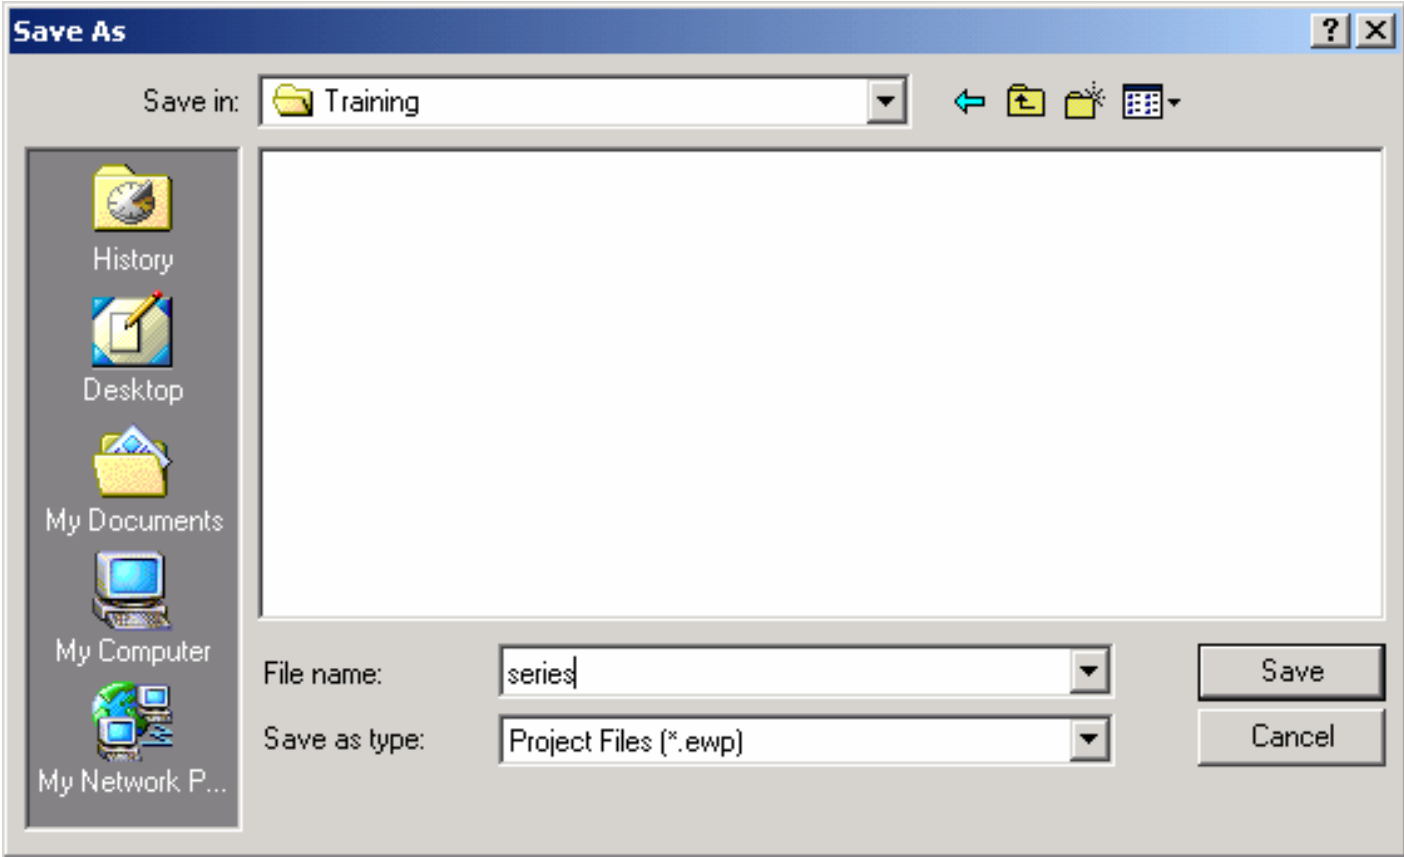 Save As
Save in: Training
History
Desktop
My Documents
My Computer
My Network P...
File name: series Save
Save as type: Project Files (*.ewp) Cancel